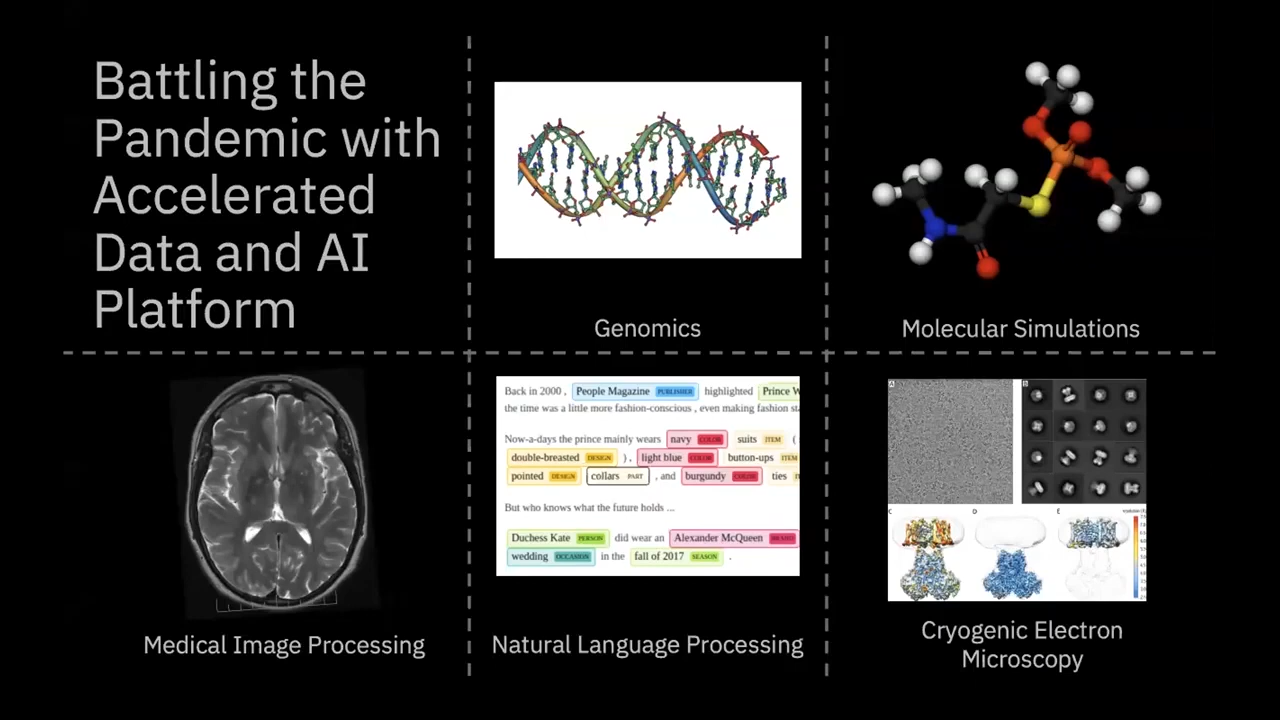 Battling the
Pandemic with
Accelerated
Data and AI
Platform
Genomics
Molecular Simulations
Back in 2000 , People Magazine PUBLISHER highlighted Prince W
the time was a little more fashion-conscious , even making fashion sta
Now-a-days the prince mainly wears navy COLOR suits ITEM (
double-breasted DESIGN ) , light blue COLOR button-ups ITEM
pointed DESIGN collars PART , and burgundy COLOR ties
But who knows what the future holds ...
Duchess Kate PERSON did wear an Alexander McQueen BRAND
wedding OCCASION in the fall of 2017 SEASON .
A B
C D E
Medical Image Processing
Natural Language Processing
Cryogenic Electron
Microscopy